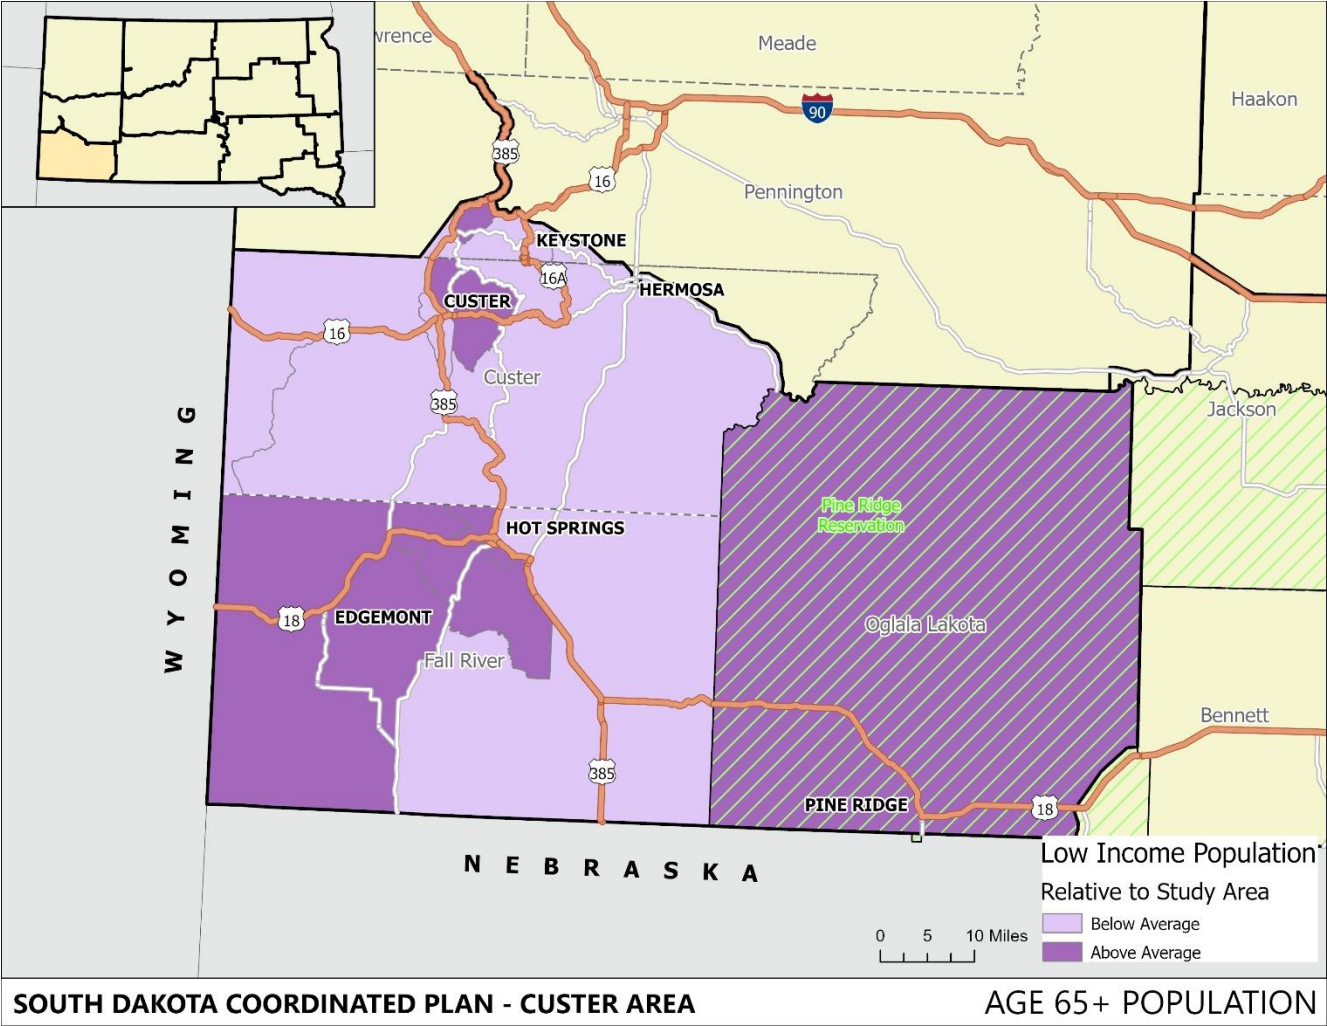 wrence
Meade
Haakon
90
385
16
Pennington
KEYSTONE
16A
HERMOSA
CUSTER
16
Custer
385
Jackson
WYOMING
Pine Ridge
Reservation
HOT SPRINGS
18
EDGEMONT
Oglala Lakota
Fall River
Bennett
385
PINE RIDGE
18
NEBRASKA
Low Income Population
Relative to Study Area
Below Average
Above Average
0 5 10 Miles
SOUTH DAKOTA COORDINATED PLAN - CUSTER AREA
AGE 65+ POPULATION